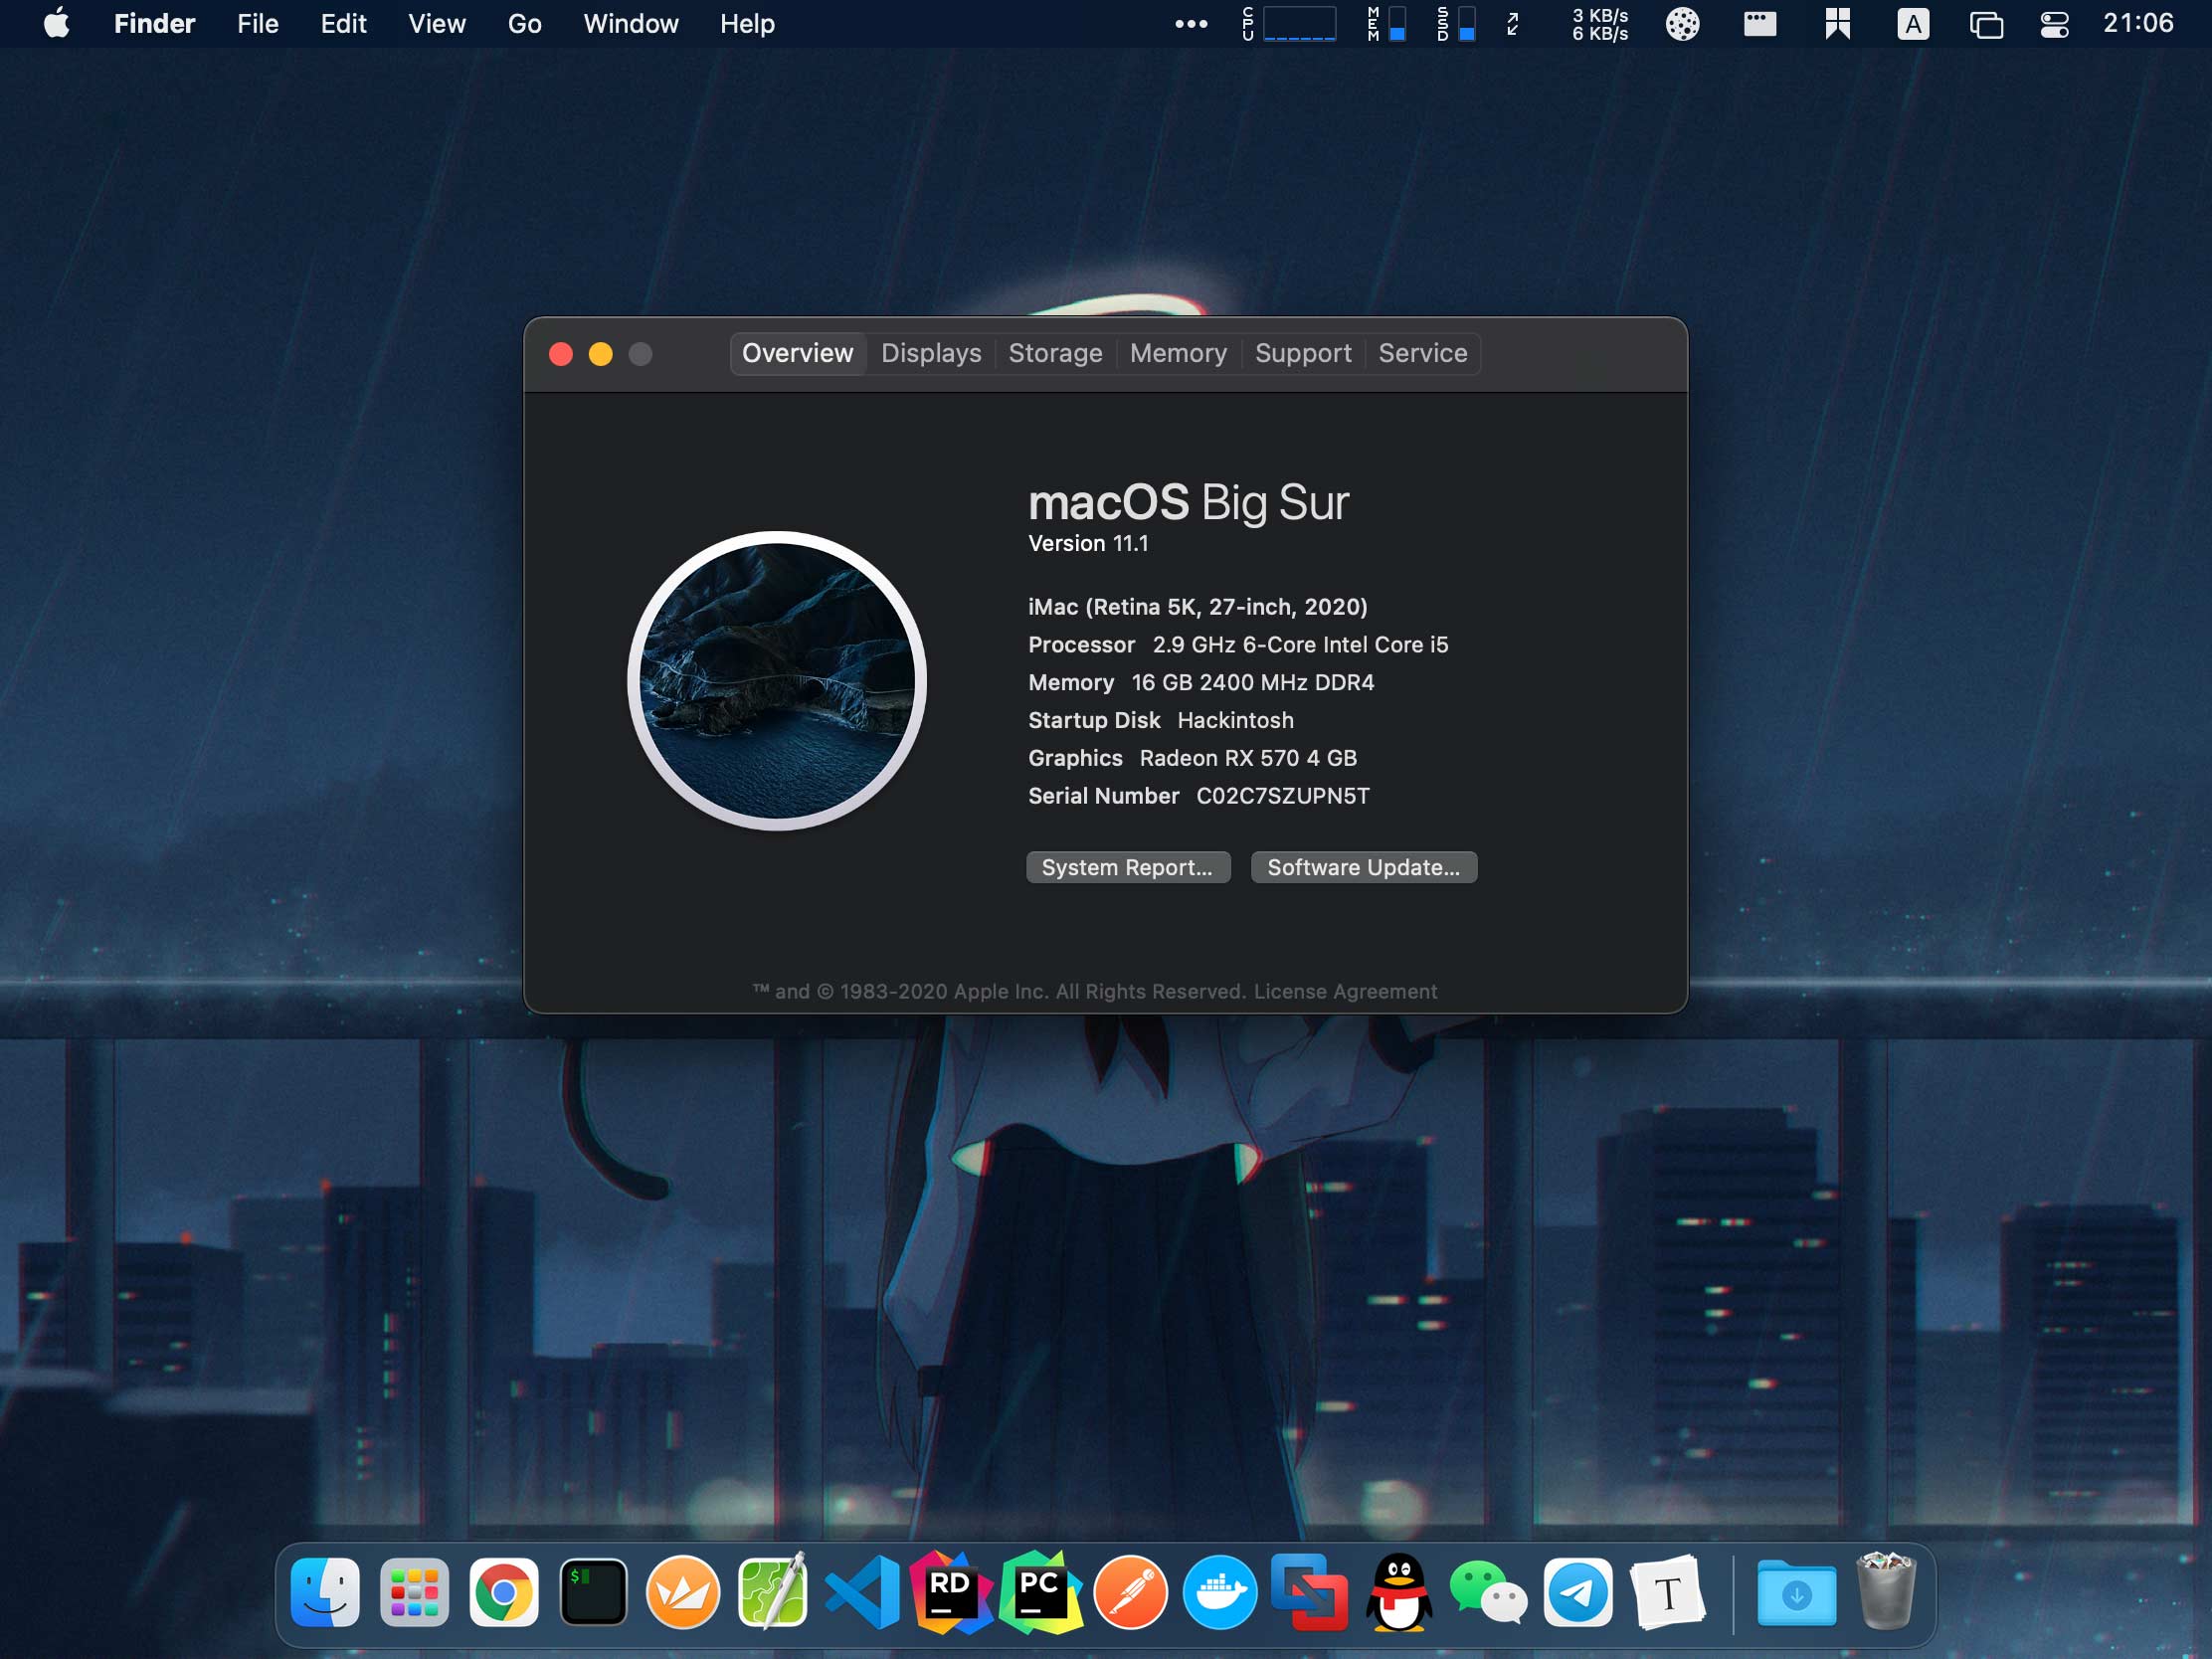 Finder File Edit View Go Window Help ••• CPU MEM SSD 3 KB/s A 21:06
6 KB/s
Overview Displays Storage Memory Support Service
macOS Big Sur
Version 11.1
iMac (Retina 5K, 27-inch, 2020)
Processor 2.9 GHz 6-Core Intel Core i5
Memory 16 GB 2400 MHz DDR4
Startup Disk Hackintosh
Graphics Radeon RX 570 4 GB
Serial Number C02C7SZUPN5T
System Report... Software Update...
™ and © 1983-2020 Apple Inc. All Rights Reserved. License Agreement
$ RD PC T